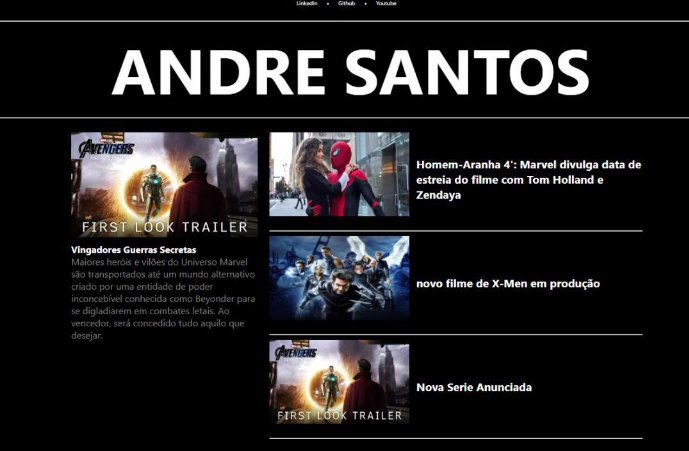 LinkedIn • Github • Youtube
ANDRE SANTOS
AVENGERS
FIRST LOOK TRAILER
Vingadores Guerras Secretas
Maiores heróis e vilões do Universo Marvel
são transportados até um mundo alternativo
criado por uma entidade de poder
inconcebível conhecida como Beyonder para
se digladiarem em combates letais. Ao
vencedor, será concedido tudo aquilo que
desejar.
Homem-Aranha 4': Marvel divulga data de
estreia do filme com Tom Holland e
Zendaya
novo filme de X-Men em produção
AVENGERS
FIRST LOOK TRAILER
Nova Serie Anunciada